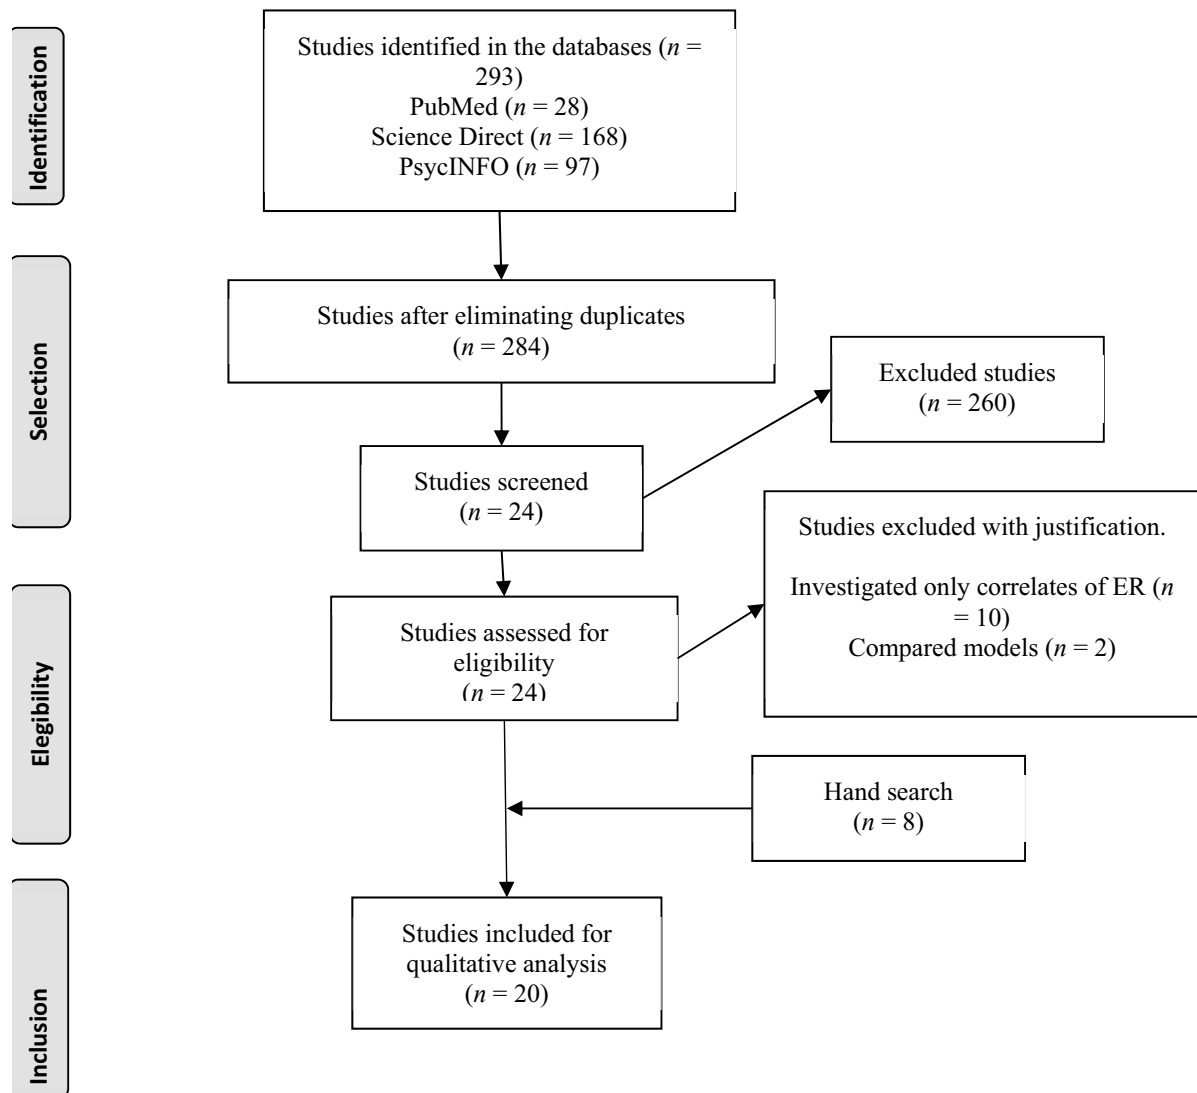 Identification
Studies identified in the databases (n =
293)
PubMed (n = 28)
Science Direct (n = 168)
PsycINFO (n = 97)
Selection
Studies after eliminating duplicates
(n = 284)
Excluded studies
(n = 260)
Studies screened
(n = 24)
Studies excluded with justification.
Investigated only correlates of ER (n
= 10)
Compared models (n = 2)
Elegibility
Studies assessed for
eligibility
(n = 24)
Hand search
(n = 8)
Inclusion
Studies included for
qualitative analysis
(n = 20)